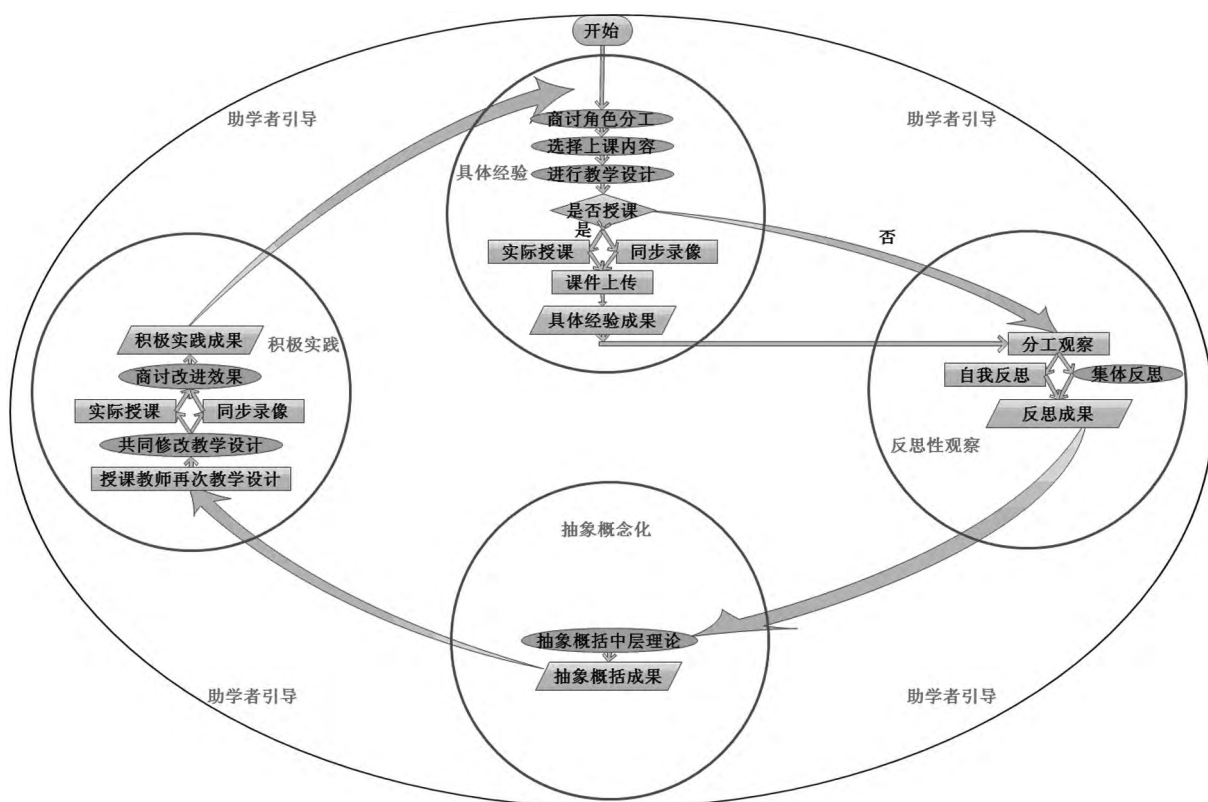 开始
助学者引导
助学者引导
商讨角色分工
选择上课内容
具体经验
进行教学设计
是否授课
是
否
实际授课
同步录像
课件上传
具体经验成果
分工观察
自我反思
集体反思
反思成果
反思性观察
积极实践成果
积极实践
商讨改进效果
实际授课
同步录像
共同修改教学设计
授课教师再次教学设计
抽象概念化
抽象概括中层理论
抽象概括成果
助学者引导
助学者引导